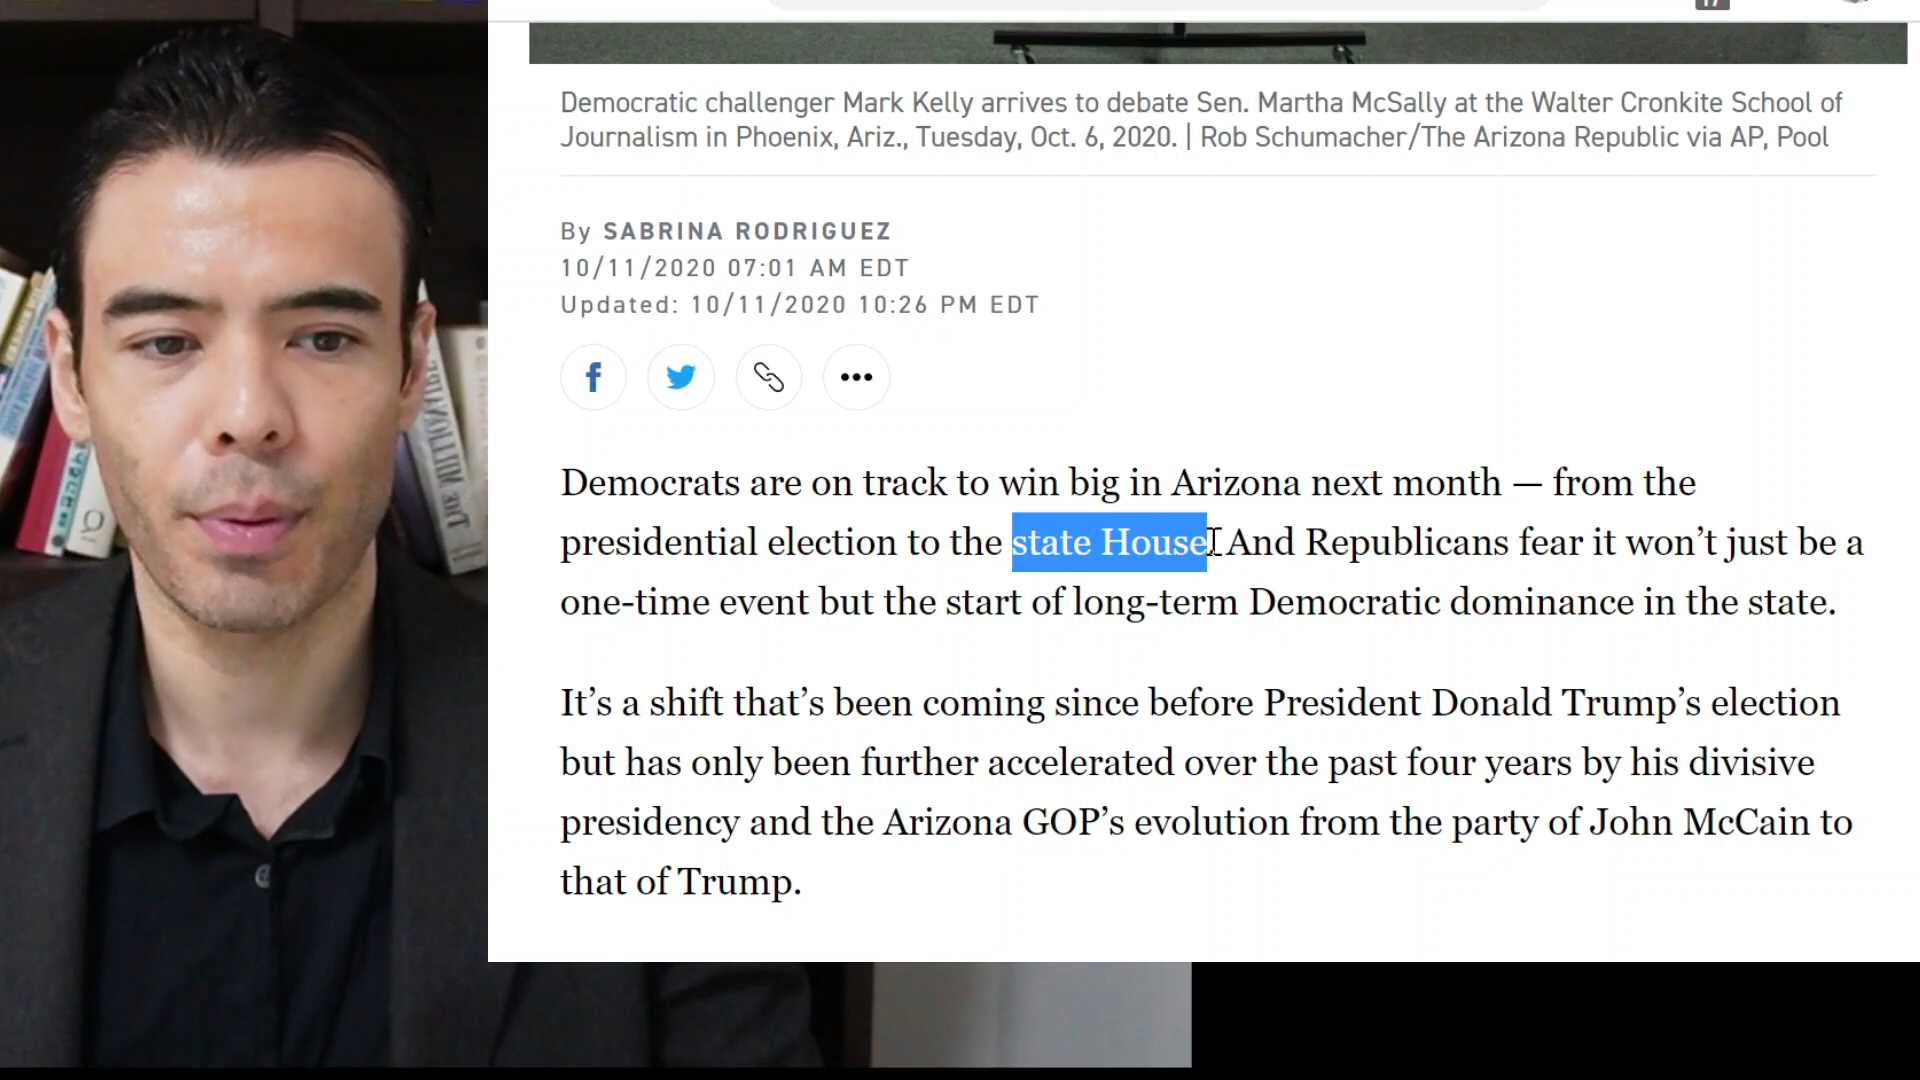 Democratic challenger Mark Kelly arrives to debate Sen. Martha McSally at the Walter Cronkite School of
Journalism in Phoenix, Ariz., Tuesday, Oct. 6, 2020. | Rob Schumacher/The Arizona Republic via AP, Pool
By SABRINA RODRIGUEZ
10/11/2020 07:01 AM EDT
Updated: 10/11/2020 10:26 PM EDT
Democrats are on track to win big in Arizona next month — from the
presidential election to the state House. And Republicans fear it won’t just be a
one-time event but the start of long-term Democratic dominance in the state.
It’s a shift that’s been coming since before President Donald Trump’s election
but has only been further accelerated over the past four years by his divisive
presidency and the Arizona GOP’s evolution from the party of John McCain to
that of Trump.